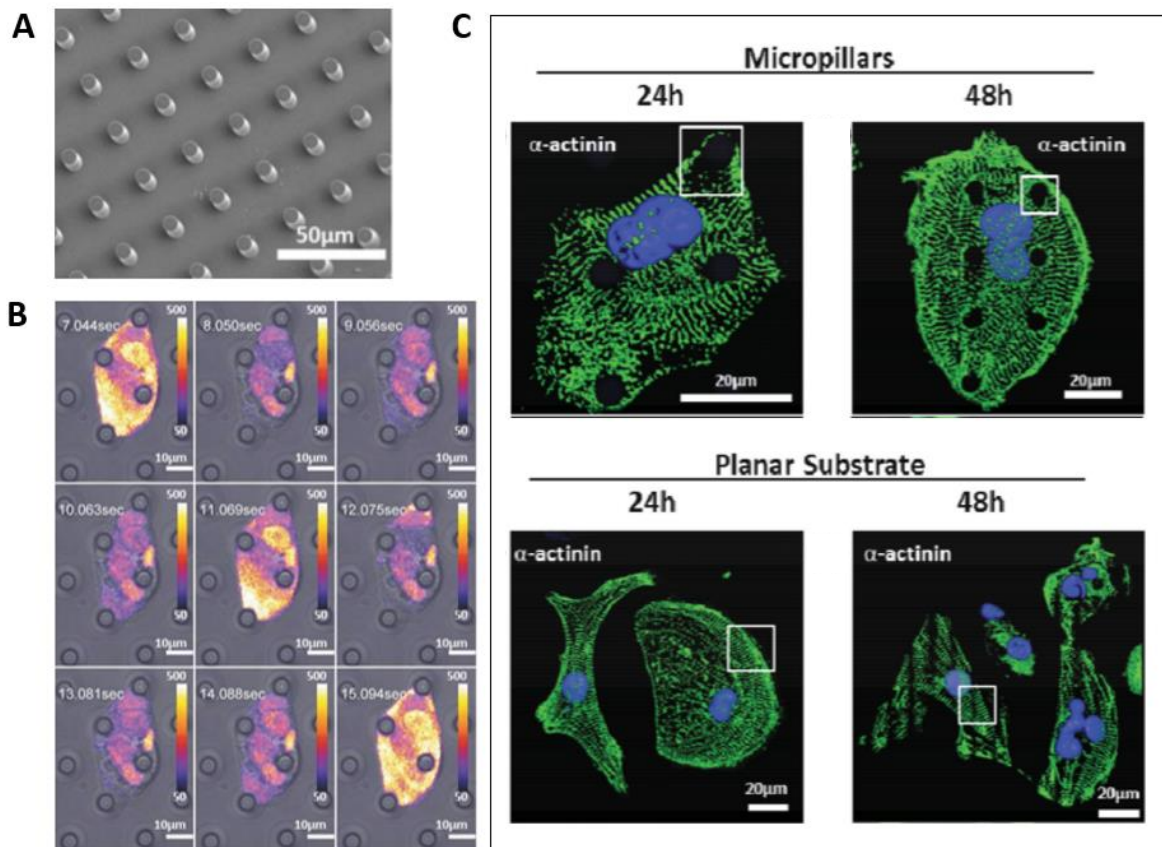 A
50μm
B
7.044sec
500
50
10μm
8.050sec
500
50
10μm
9.056sec
500
50
10μm
10.063sec
500
50
10μm
11.069sec
500
50
10μm
12.075sec
500
50
10μm
13.081sec
500
50
10μm
14.088sec
500
50
10μm
15.094sec
500
50
10μm
C
Micropillars
24h 48h
α-actinin α-actinin
20μm 20μm
Planar Substrate
24h 48h
α-actinin α-actinin
20μm 20μm